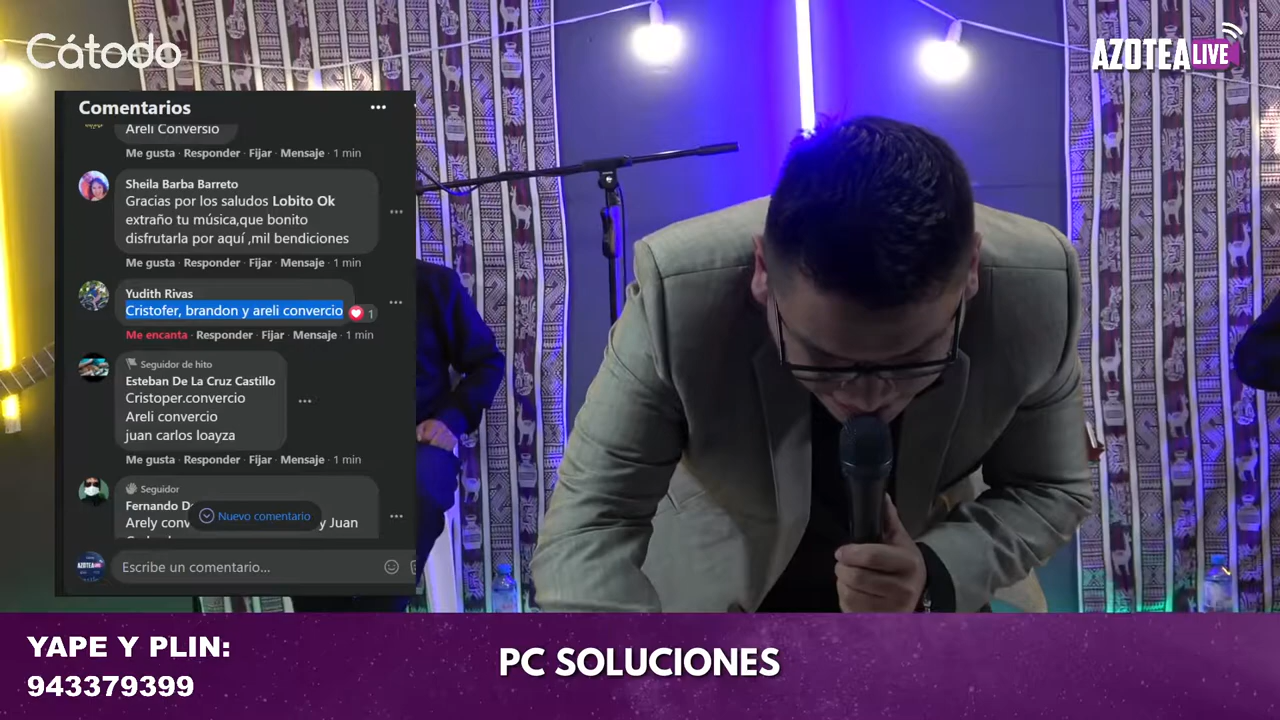 Cátodo
AZOTEA LIVE
Comentarios
Areli Conversio
Me gusta · Responder · Fijar · Mensaje · 1 min
Sheila Barba Barreto
Gracias por los saludos Lobito Ok
extraño tu música,que bonito
disfrutarla por aquí ,mil bendiciones
Me gusta · Responder · Fijar · Mensaje · 1 min
Yudith Rivas
Cristofer, brandon y areli convercio
1
Me encanta · Responder · Fijar · Mensaje · 1 min
Seguidor de hito
Esteban De La Cruz Castillo
Cristoper.convercio
Areli convercio
juan carlos loayza
Me gusta · Responder · Fijar · Mensaje · 1 min
Seguidor
Fernando D
Nuevo comentario
Arely conv y Juan
Escribe un comentario...
YAPE Y PLIN:
943379399
PC SOLUCIONES